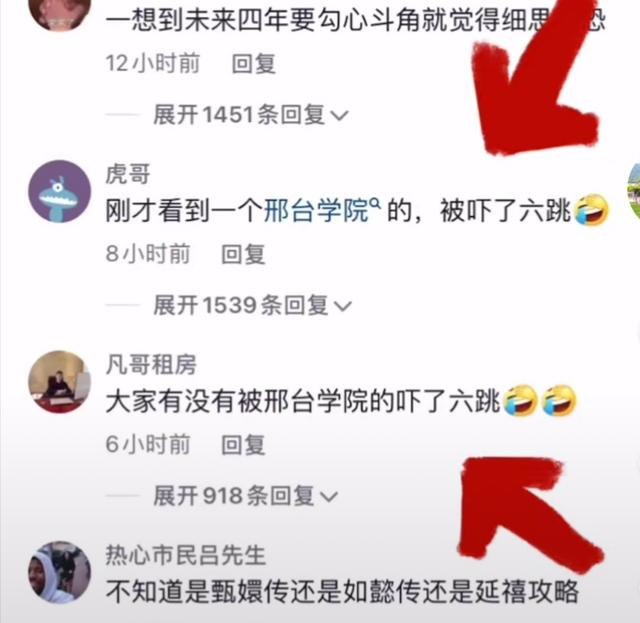 一想到未来四年要勾心斗角就觉得细思恐
12小时前 回复
展开1451条回复
虎哥
刚才看到一个邢台学院的，被吓了六跳🤣
8小时前 回复
展开1539条回复
凡哥租房
大家有没有被邢台学院的吓了六跳🤣🤣
6小时前 回复
展开918条回复
热心市民吕先生
不知道是甄嬛传还是如懿传还是延禧攻略